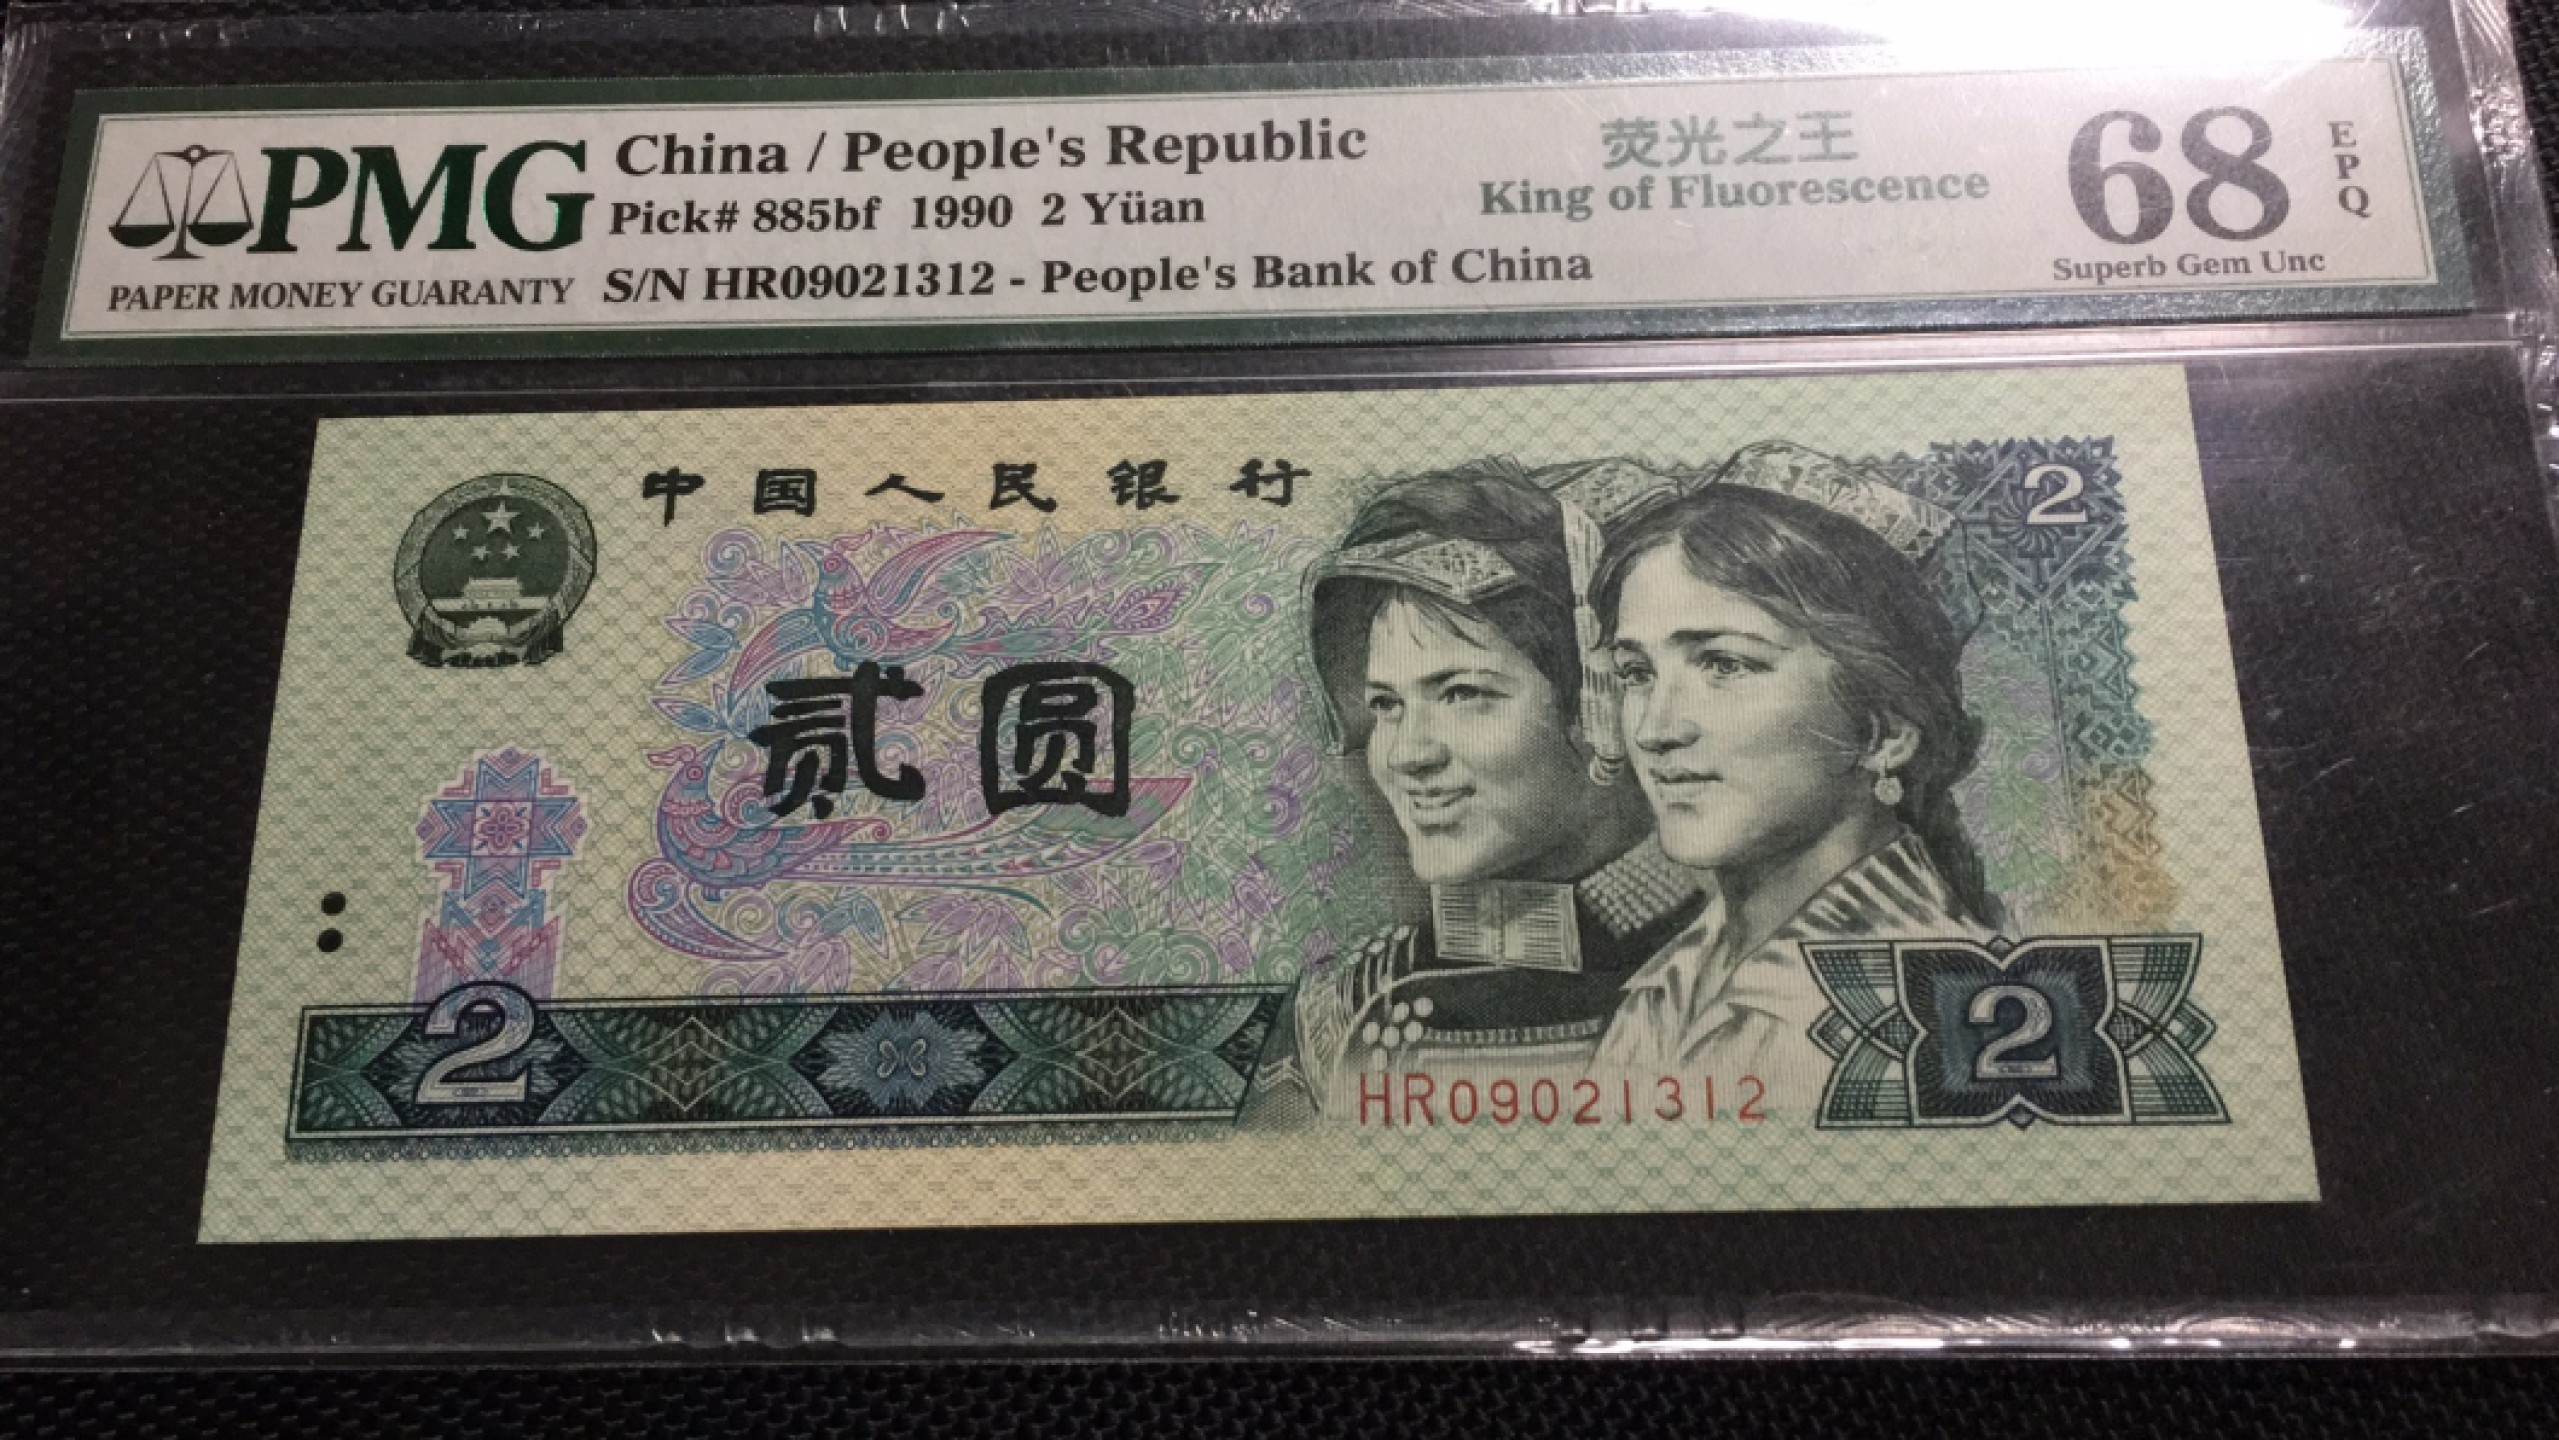 PMG
PAPER MONEY GUARANTY
China / People's Republic
Pick# 885bf 1990 2 Yüan
S/N HR09021312 - People's Bank of China
荧光之王
King of Fluorescence
68
EPQ
Superb Gem Unc
中国人民银行
2
贰圆
2
2
HR09021312